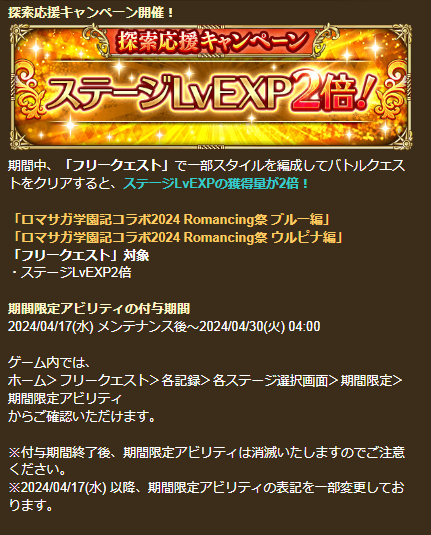 探索応援キャンペーン開催！
探索応援キャンペーン
ステージLvEXP2倍！
期間中、「フリークエスト」で一部スタイルを編成してバトルクエス
トをクリアすると、ステージLvEXPの獲得量が2倍！
「ロマサガ学園記コラボ2024 Romancing祭 ブルー編」
「ロマサガ学園記コラボ2024 Romancing祭 ウルピナ編」
「フリークエスト」対象
・ステージLvEXP2倍
期間限定アビリティの付与期間
2024/04/17(水) メンテナンス後～2024/04/30(火) 04:00
ゲーム内では、
ホーム＞フリークエスト＞各記録＞各ステージ選択画面＞期間限定＞
期間限定アビリティ
からご確認いただけます。
※付与期間終了後、期間限定アビリティは消滅いたしますのでご注意
ください。
※2024/04/17(水) 以降、期間限定アビリティの表記を一部変更してお
ります。